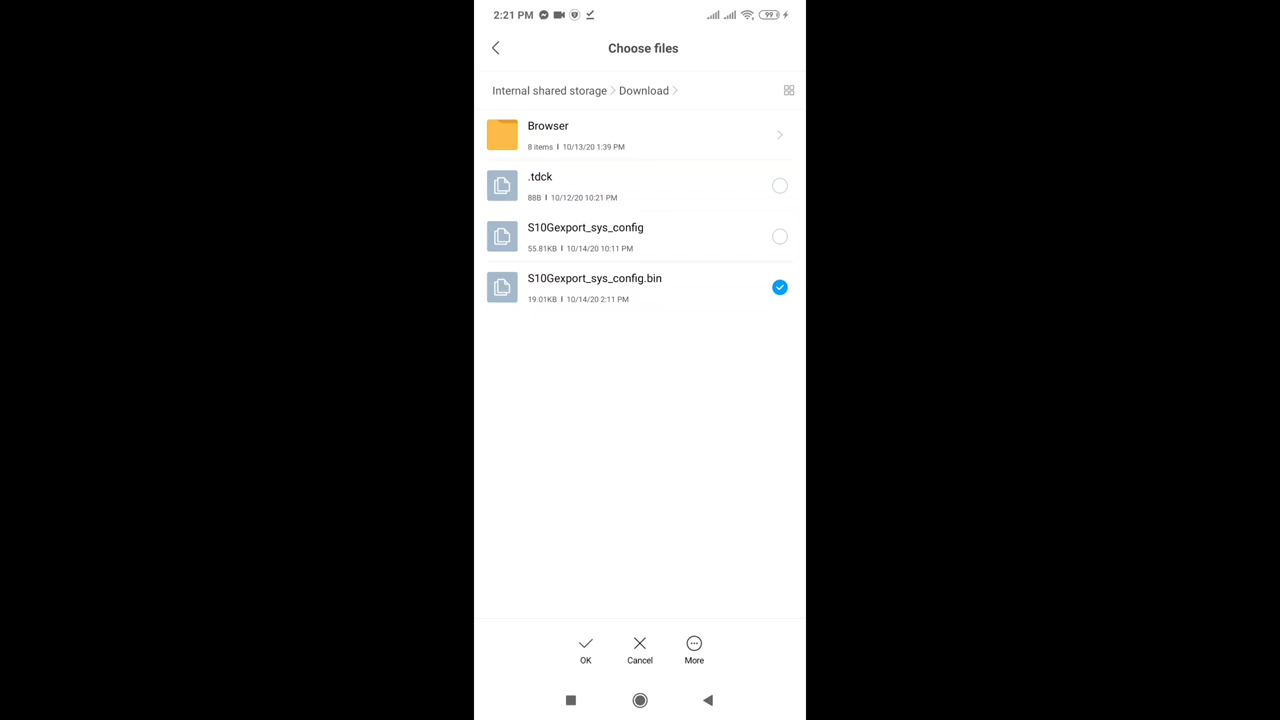 2:21 PM
99
Choose files
Internal shared storage > Download >
Browser
8 items | 10/13/20 1:39 PM
.tdck
88B | 10/12/20 10:21 PM
S10Gexport_sys_config
55.81KB | 10/14/20 10:11 PM
S10Gexport_sys_config.bin
19.01KB | 10/14/20 2:11 PM
OK
Cancel
More